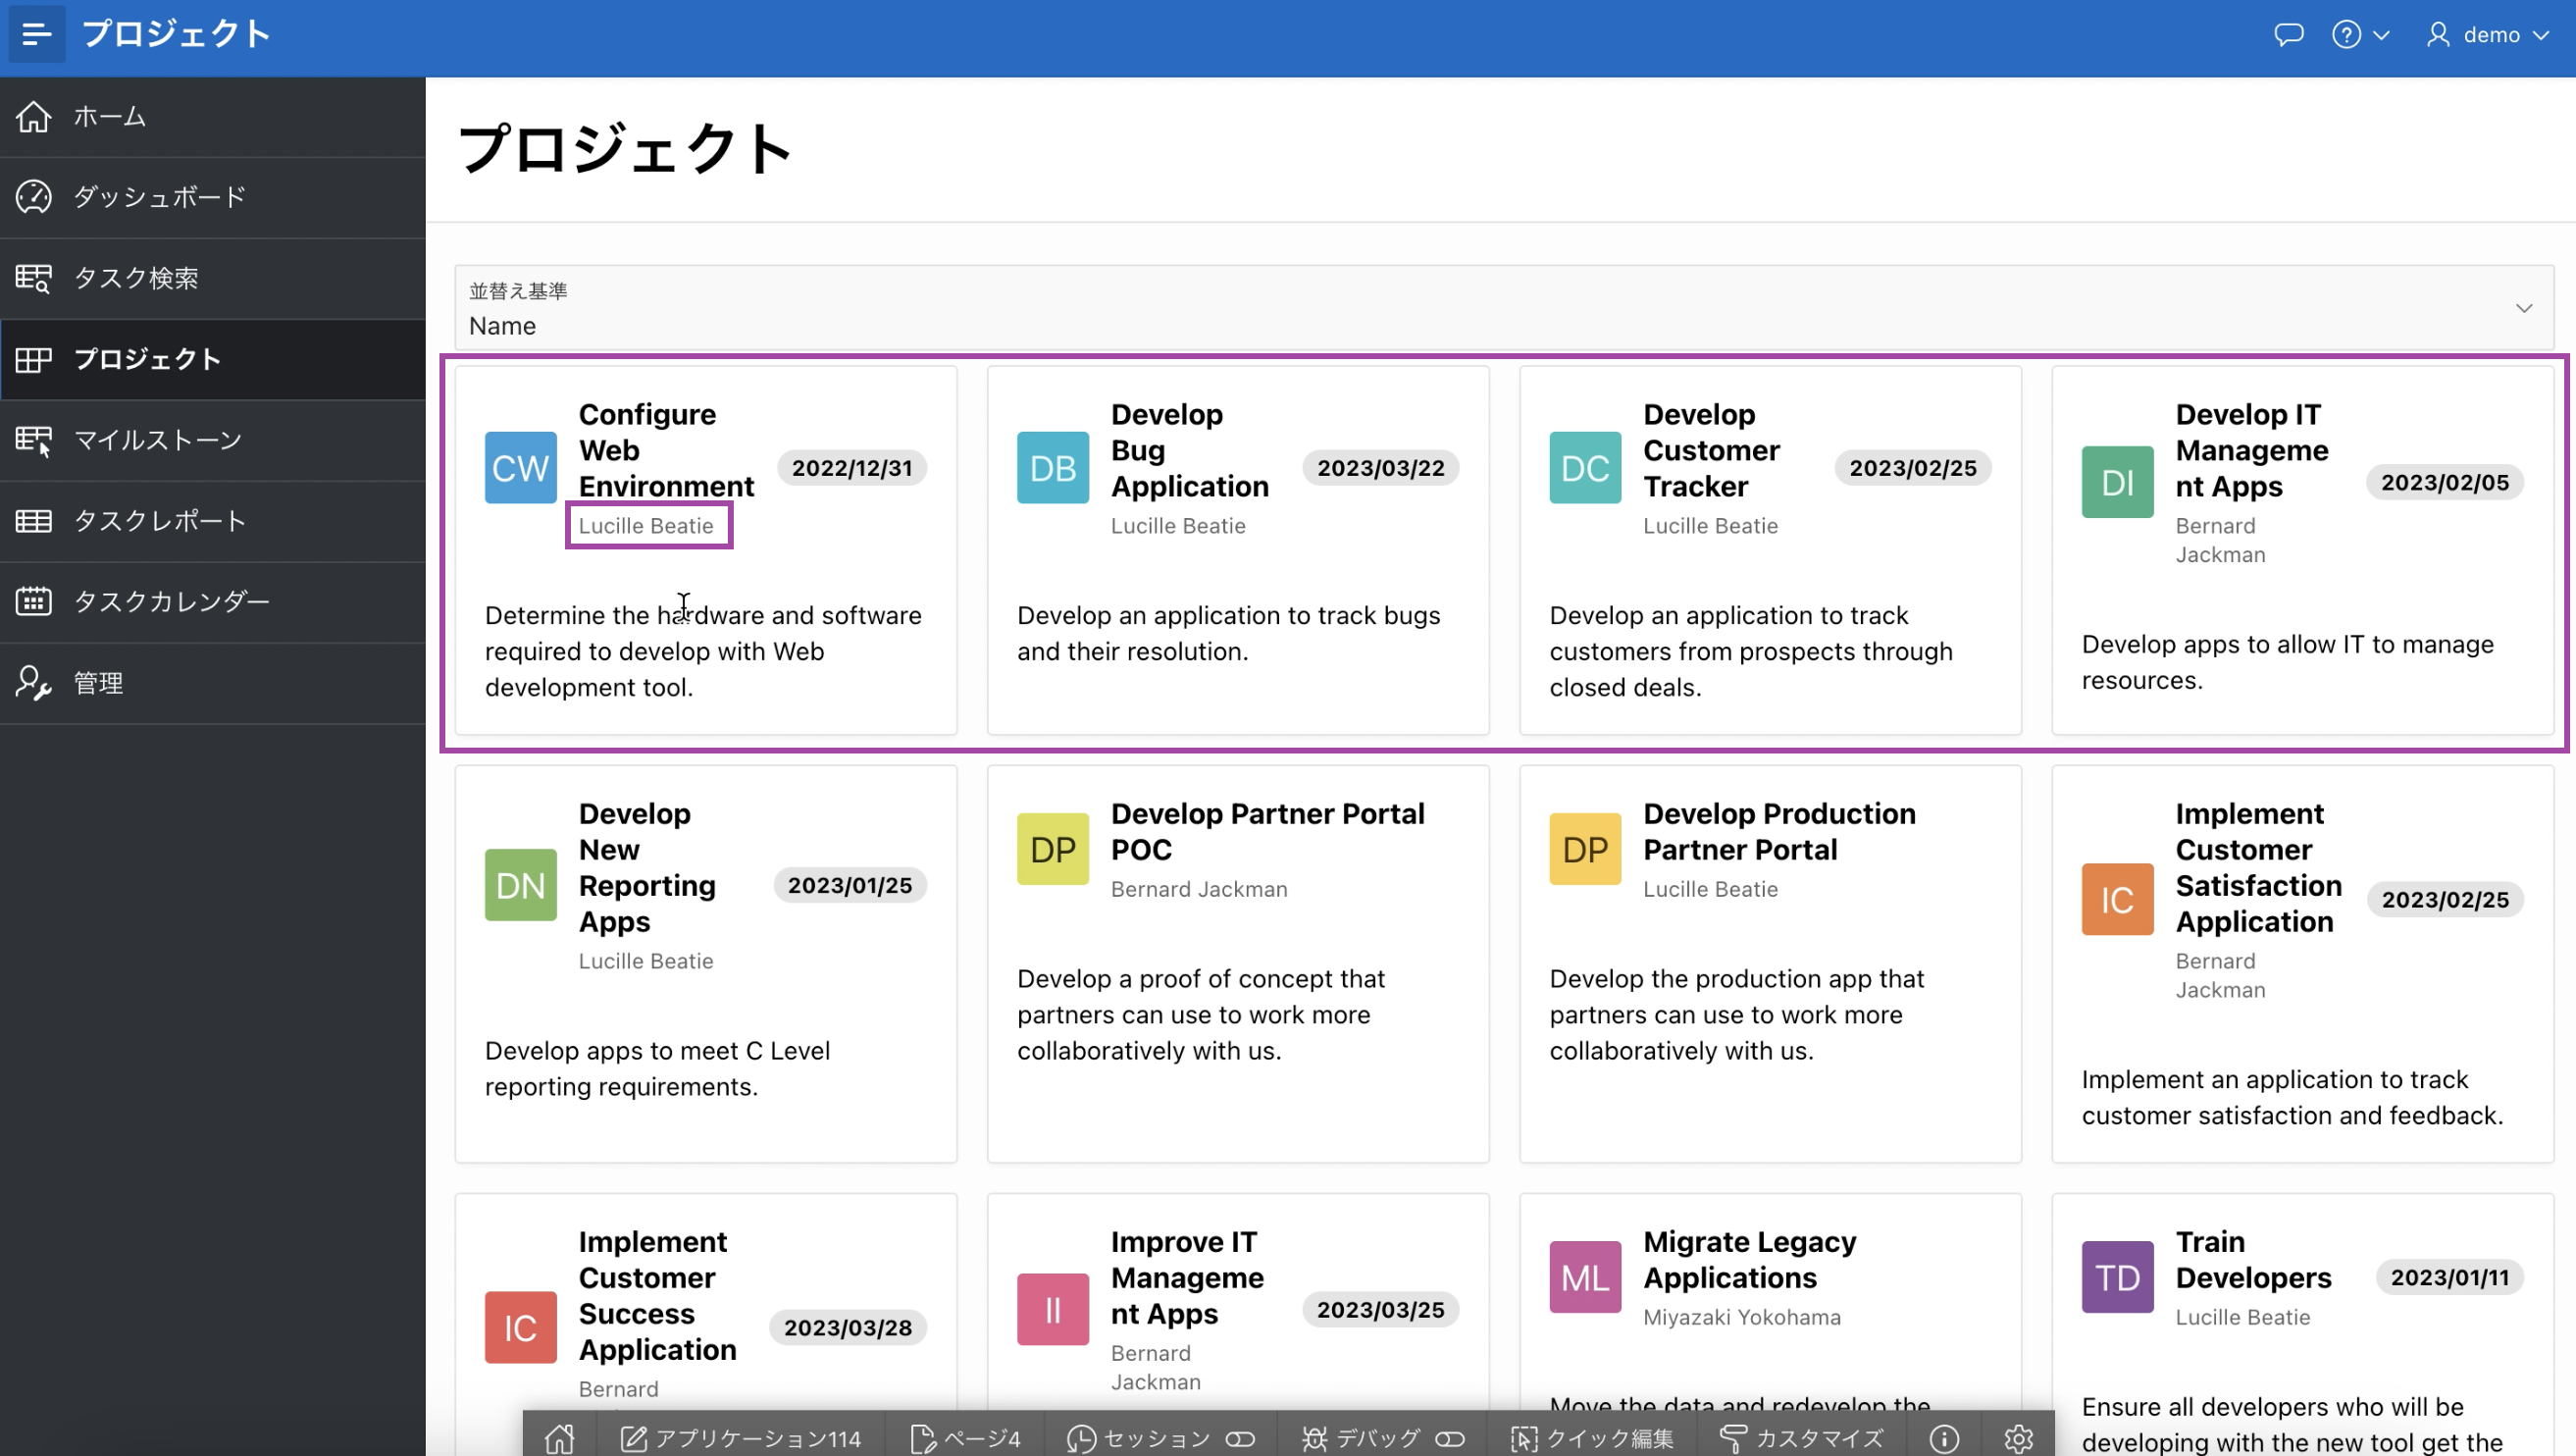 プロジェクト
demo
ホーム
ダッシュボード
タスク検索
プロジェクト
マイルストーン
タスクレポート
タスクカレンダー
管理
プロジェクト
並替え基準
Name
CW
Configure
Web
Environment
Lucille Beatie
2022/12/31
Determine the hardware and software
required to develop with Web
development tool.
DB
Develop
Bug
Application
Lucille Beatie
2023/03/22
Develop an application to track bugs
and their resolution.
DC
Develop
Customer
Tracker
Lucille Beatie
2023/02/25
Develop an application to track
customers from prospects through
closed deals.
DI
Develop IT
Manageme
nt Apps
Bernard
Jackman
2023/02/05
Develop apps to allow IT to manage
resources.
DN
Develop
New
Reporting
Apps
Lucille Beatie
2023/01/25
Develop apps to meet C Level
reporting requirements.
DP
Develop Partner Portal
POC
Bernard Jackman
Develop a proof of concept that
partners can use to work more
collaboratively with us.
DP
Develop Production
Partner Portal
Lucille Beatie
Develop the production app that
partners can use to work more
collaboratively with us.
IC
Implement
Customer
Satisfaction
Application
Bernard
Jackman
2023/02/25
Implement an application to track
customer satisfaction and feedback.
IC
Implement
Customer
Success
Application
Bernard
2023/03/28
II
Improve IT
Manageme
nt Apps
Bernard
Jackman
2023/03/25
ML
Migrate Legacy
Applications
Miyazaki Yokohama
Move the data and redevelop the
TD
Train
Developers
Lucille Beatie
2023/01/11
Ensure all developers who will be
developing with the new tool get the
アプリケーション114
ページ4
セッション
デバッグ
クイック編集
カスタマイズ